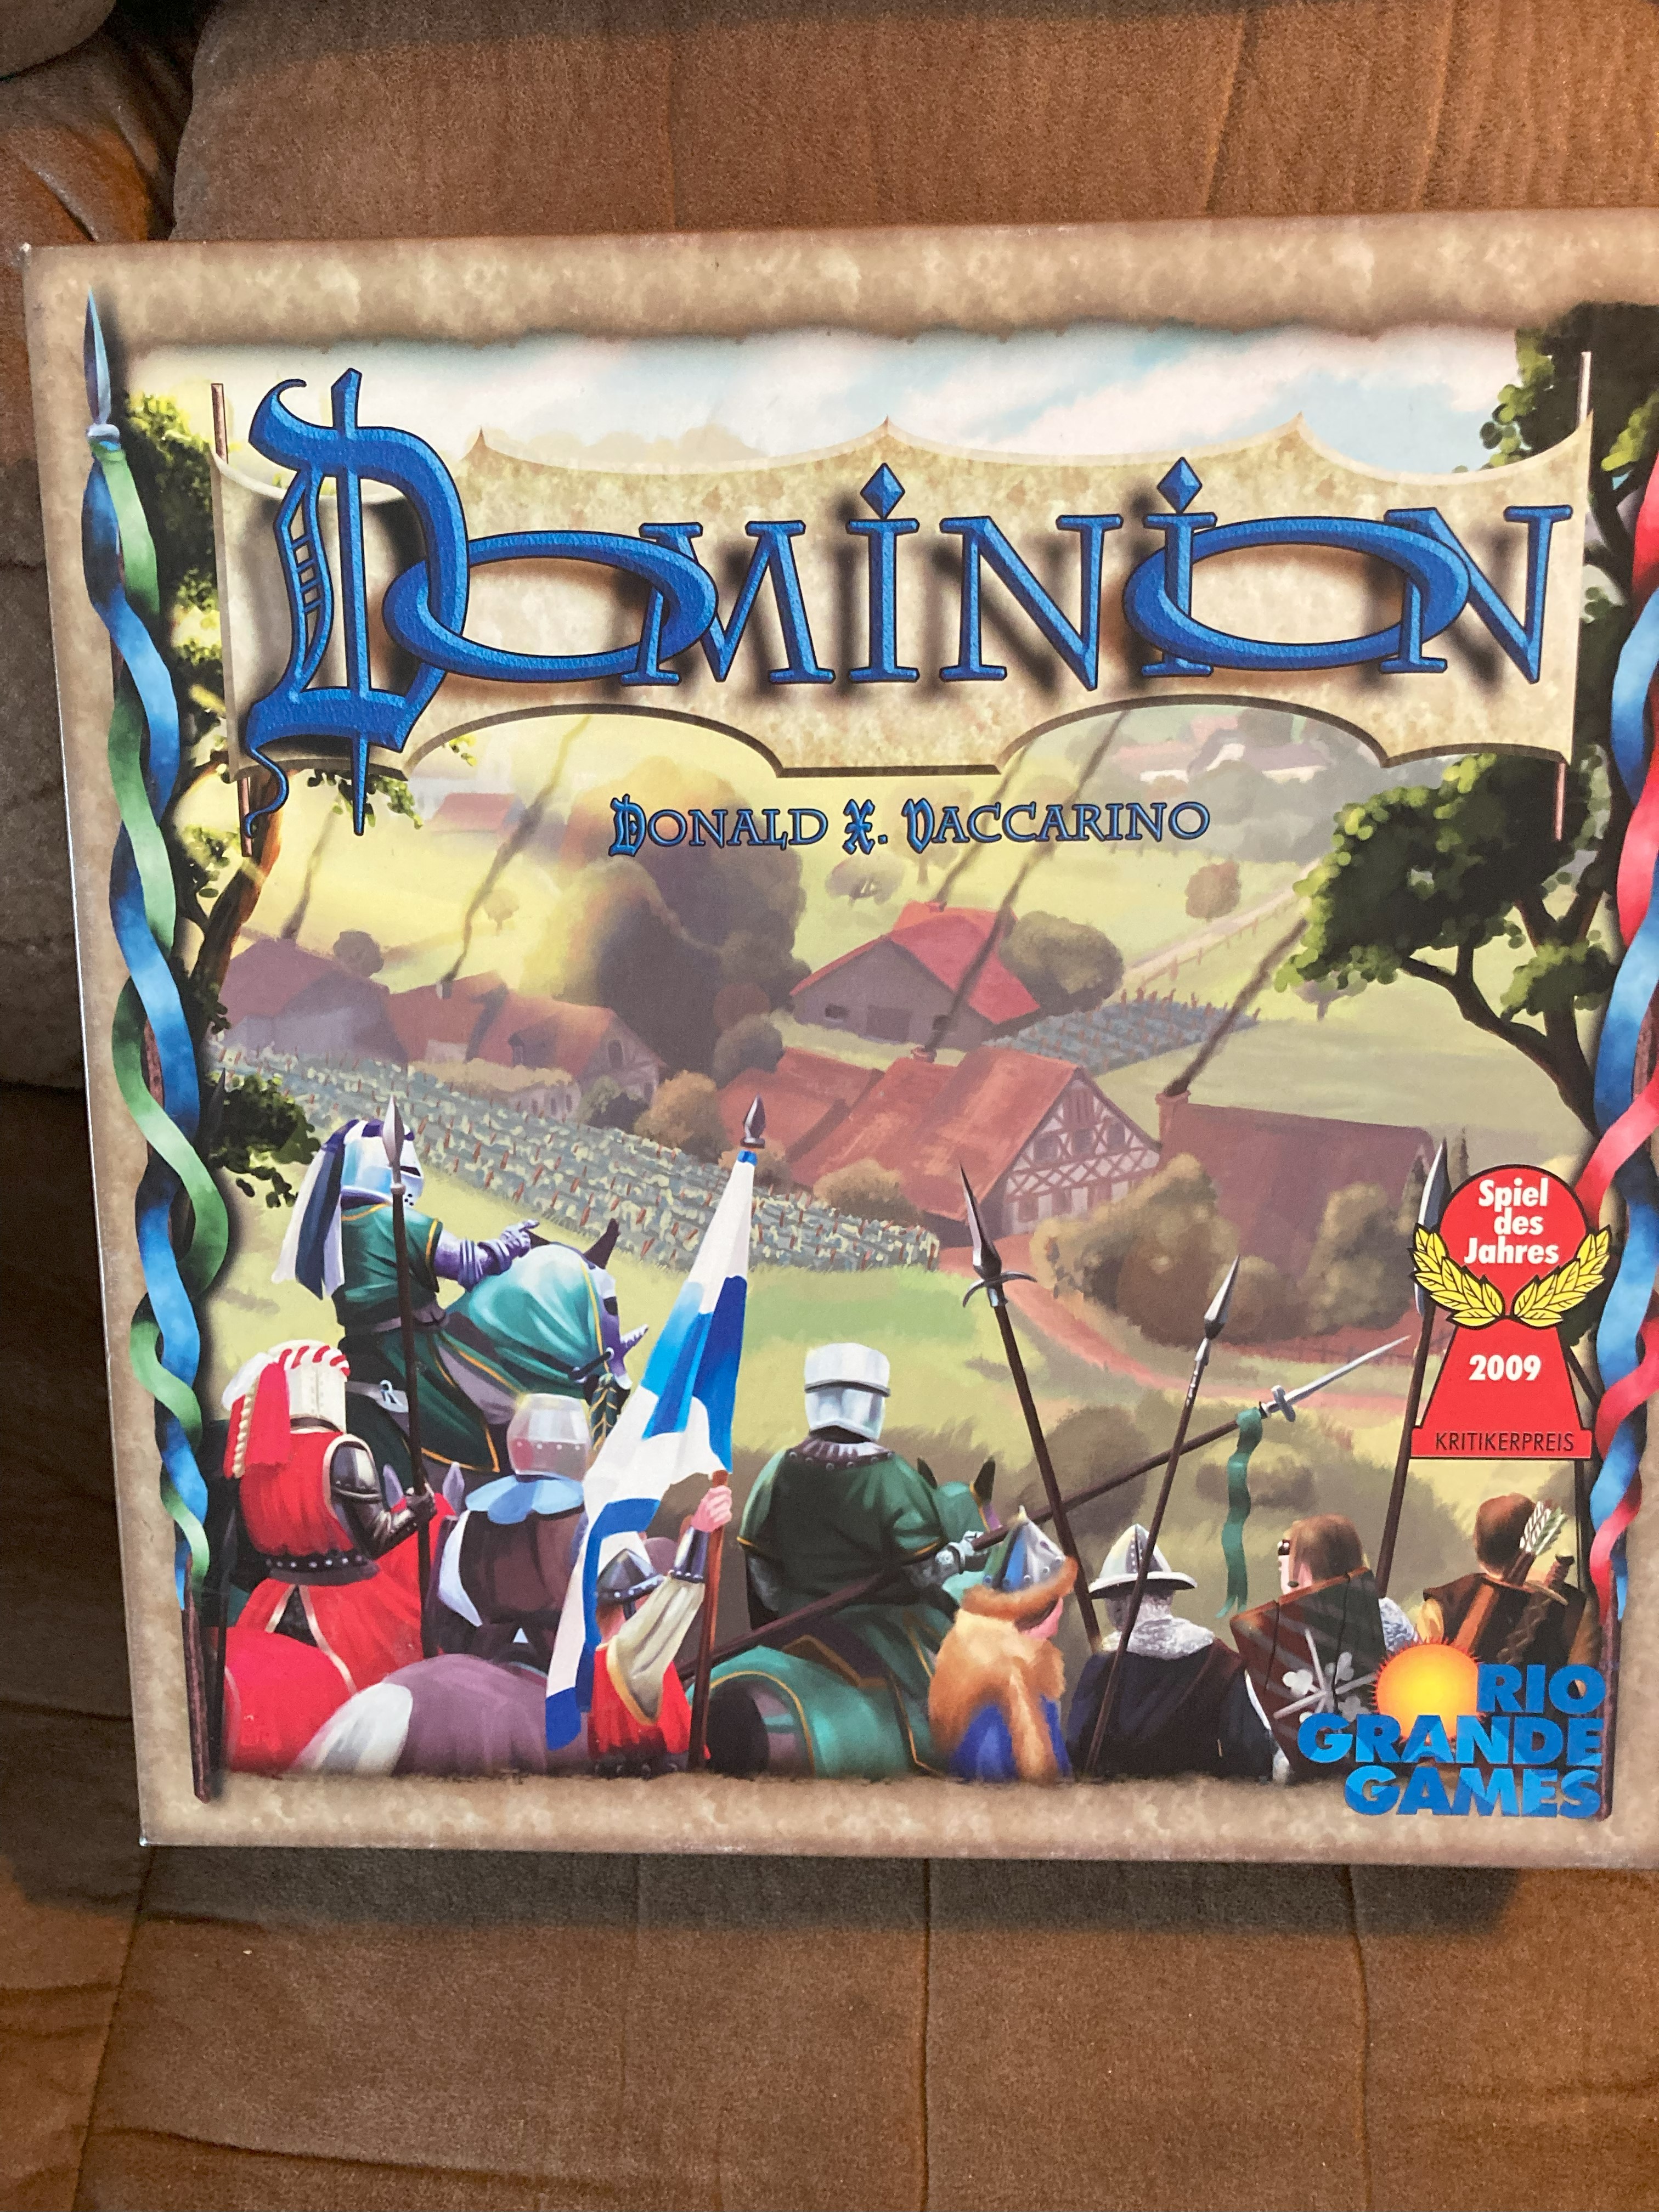 DOMINION
DONALD X. VACCARINO
Spiel
des
Jahres
2009
KRITIKERPREIS
RIO
GRANDE
GAMES